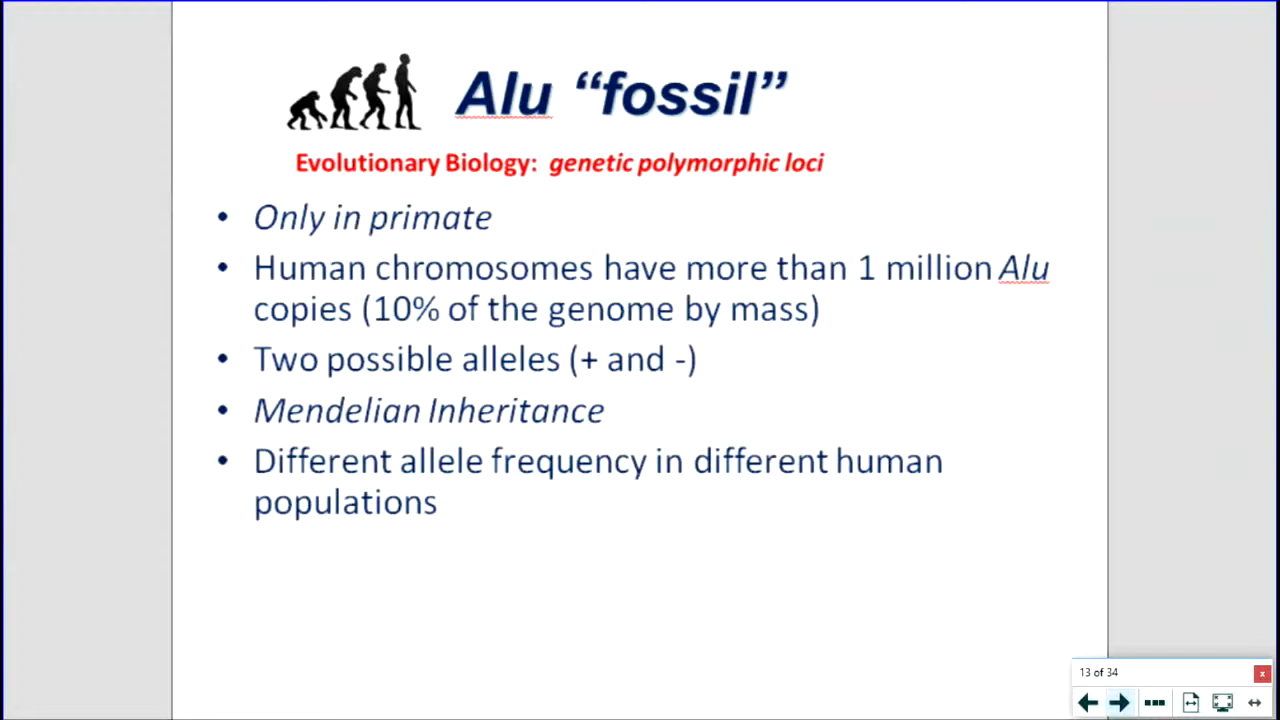 Alu “fossil”
Evolutionary Biology: genetic polymorphic loci
• Only in primate
• Human chromosomes have more than 1 million Alu
copies (10% of the genome by mass)
• Two possible alleles (+ and -)
• Mendelian Inheritance
• Different allele frequency in different human
populations
13 of 34
x